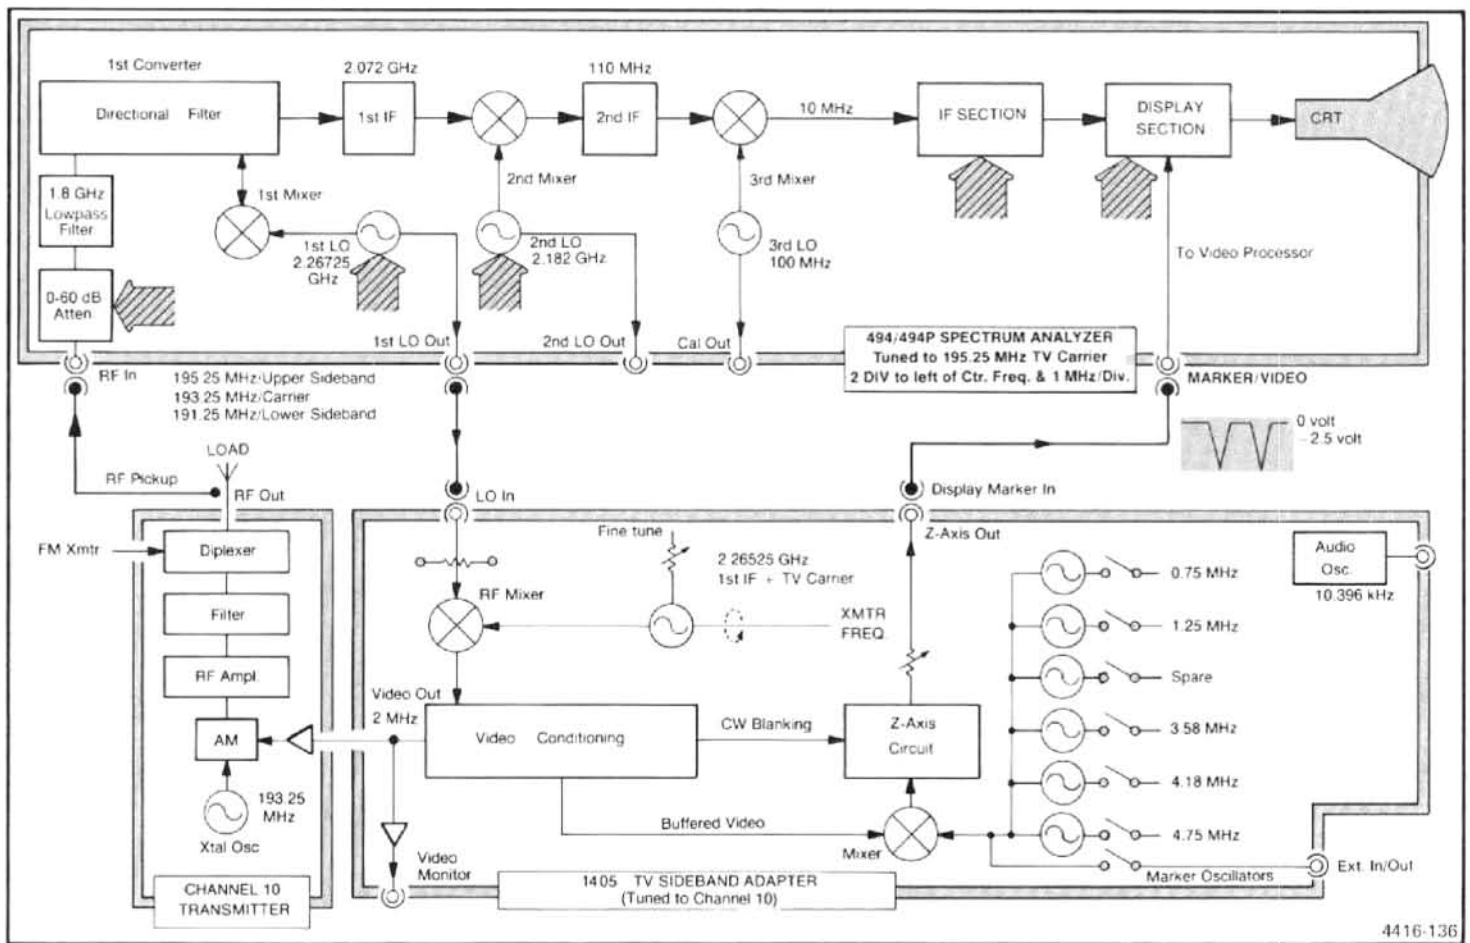 1st Converter
Directional Filter
2.072 GHz
1st IF
110 MHz
2nd IF
10 MHz
IF SECTION
DISPLAY
SECTION
CRT
1.8 GHz
Lowpass
Filter
1st Mixer
2nd Mixer
3rd Mixer
1st LO
2.26725
GHz
2nd LO
2.182 GHz
3rd LO
100 MHz
To Video Processor
0-60 dB
Atten.
1st LO Out
2nd LO Out
Cal Out
494/494P SPECTRUM ANALYZER
Tuned to 195.25 MHz TV Carrier
2 DIV to left of Ctr. Freq. & 1 MHz/Div.
RF In
195 25 MHz/Upper Sideband
193.25 MHz/Carrier
191.25 MHz/Lower Sideband
MARKER/VIDEO
0 volt
-2.5 volt
LOAD
RF Pickup
RF Out
LO In
Display Marker In
Z-Axis Out
FM Xmtr
Diplexer
Filter
RF Ampl.
AM
193.25
MHz
Xtal Osc
CHANNEL 10
TRANSMITTER
Fine tune
2 26525 GHz
1st IF + TV Carrier
RF Mixer
XMTR
FREQ.
Video Out
2 MHz
Video Conditioning
CW Blanking
Z-Axis
Circuit
Buffered Video
Mixer
Video
Monitor
1405 TV SIDEBAND ADAPTER
(Tuned to Channel 10)
Audio
Osc.
10.396 kHz
0.75 MHz
1.25 MHz
Spare
3 58 MHz
4.18 MHz
4.75 MHz
Marker Oscillators
Ext. In/Out
4416-136